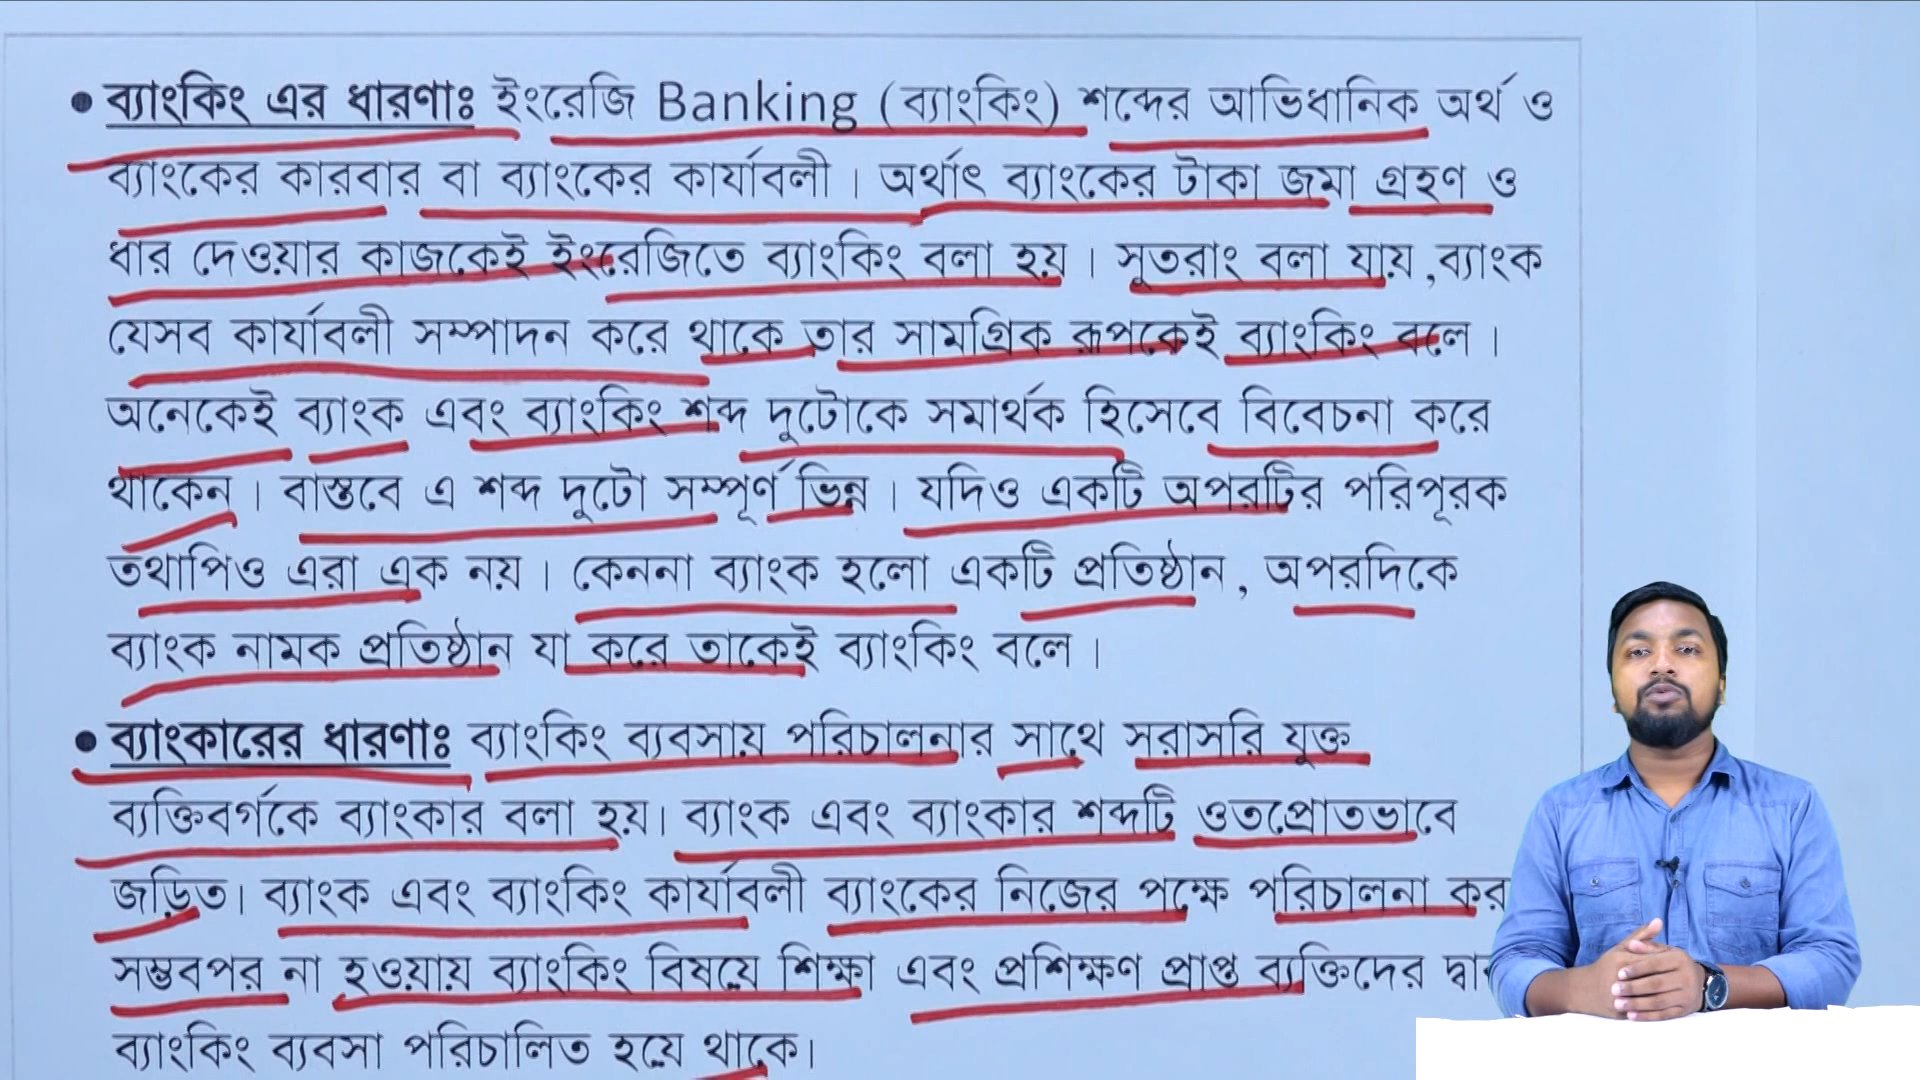 • ব্যাংকিং এর ধারণাঃ ইংরেজি Banking (ব্যাংকিং) শব্দের আভিধানিক অর্থ ও
ব্যাংকের কারবার বা ব্যাংকের কার্যাবলী। অর্থাৎ ব্যাংকের টাকা জমা গ্রহণ ও
ধার দেওয়ার কাজকেই ইংরেজিতে ব্যাংকিং বলা হয়। সুতরাং বলা যায়,ব্যাংক
যেসব কার্যাবলী সম্পাদন করে থাকে তার সামগ্রিক রূপকেই ব্যাংকিং বলে।
অনেকেই ব্যাংক এবং ব্যাংকিং শব্দ দুটোকে সমার্থক হিসেবে বিবেচনা করে
থাকেন। বাস্তবে এ শব্দ দুটো সম্পূর্ণ ভিন্ন। যদিও একটি অপরটির পরিপূরক
তথাপিও এরা এক নয়। কেননা ব্যাংক হলো একটি প্রতিষ্ঠান, অপরদিকে
ব্যাংক নামক প্রতিষ্ঠান যা করে তাকেই ব্যাংকিং বলে।
• ব্যাংকারের ধারণাঃ ব্যাংকিং ব্যবসায় পরিচালনার সাথে সরাসরি যুক্ত
ব্যক্তিবর্গকে ব্যাংকার বলা হয়। ব্যাংক এবং ব্যাংকার শব্দটি ওতপ্রোতভাবে
জড়িত। ব্যাংক এবং ব্যাংকিং কার্যাবলী ব্যাংকের নিজের পক্ষে পরিচালনা কর
সম্ভবপর না হওয়ায় ব্যাংকিং বিষয়ে শিক্ষা এবং প্রশিক্ষণ প্রাপ্ত ব্যক্তিদের
ব্যাংকিং ব্যবসা পরিচালিত হয়ে থাকে।